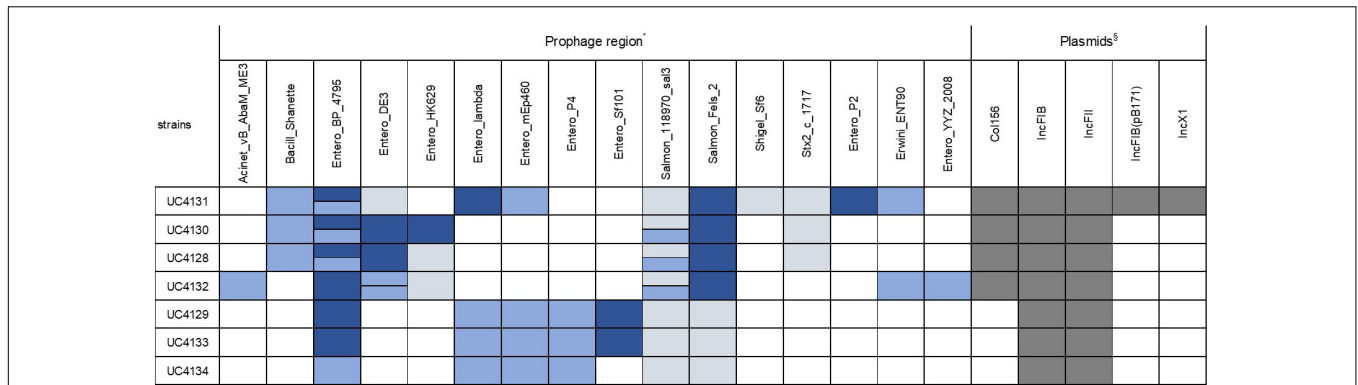 Prophage region*
Plasmids§
strains
Acinet_vB_AbaM_ME3
Bacill_Shanette
Entero_BP_4795
Entero_DE3
Entero_HK629
Entero_lambda
Entero_mEp460
Entero_P4
Entero_Sf101
Salmon_118970_sal3
Salmon_Fels_2
Shigel_Sf6
Stx2_c_1717
Entero_P2
Erwini_ENT90
Entero_YYZ_2008
Col156
IncFIB
IncFII
IncFIB(pB171)
IncX1
UC4131
UC4130
UC4128
UC4132
UC4129
UC4133
UC4134